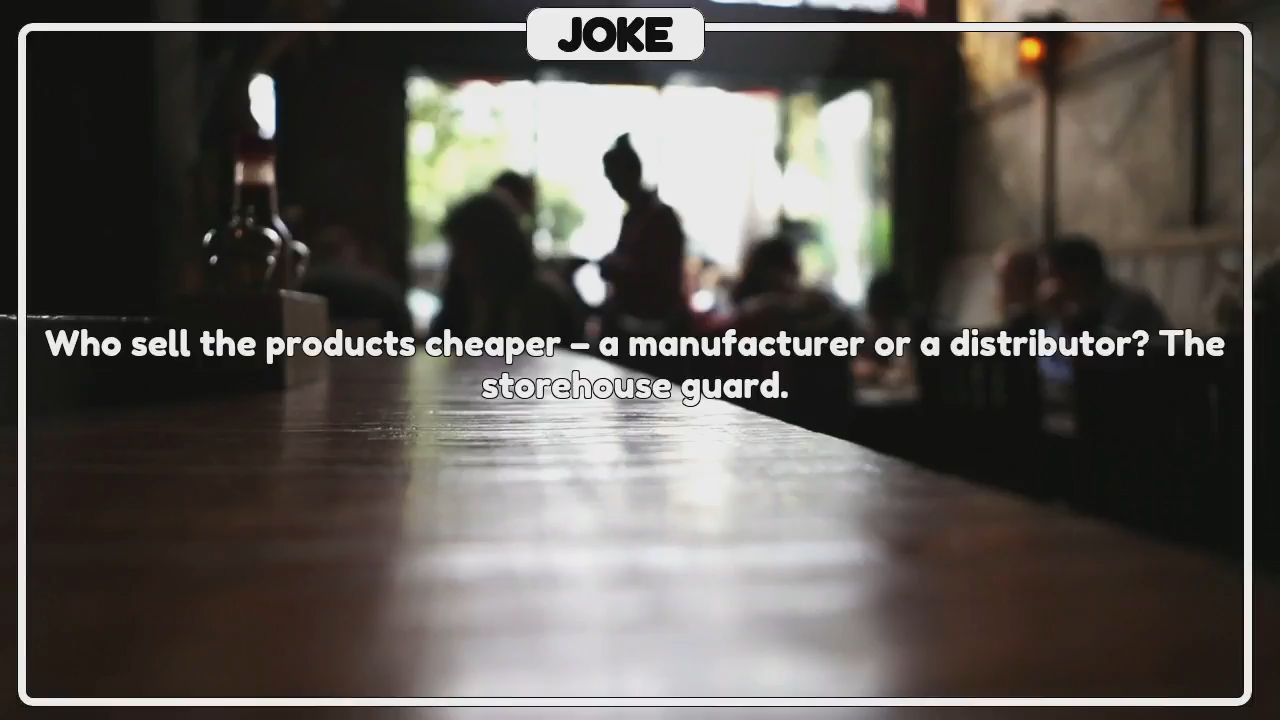 JOKE
Who sell the products cheaper – a manufacturer or a distributor? The
storehouse guard.